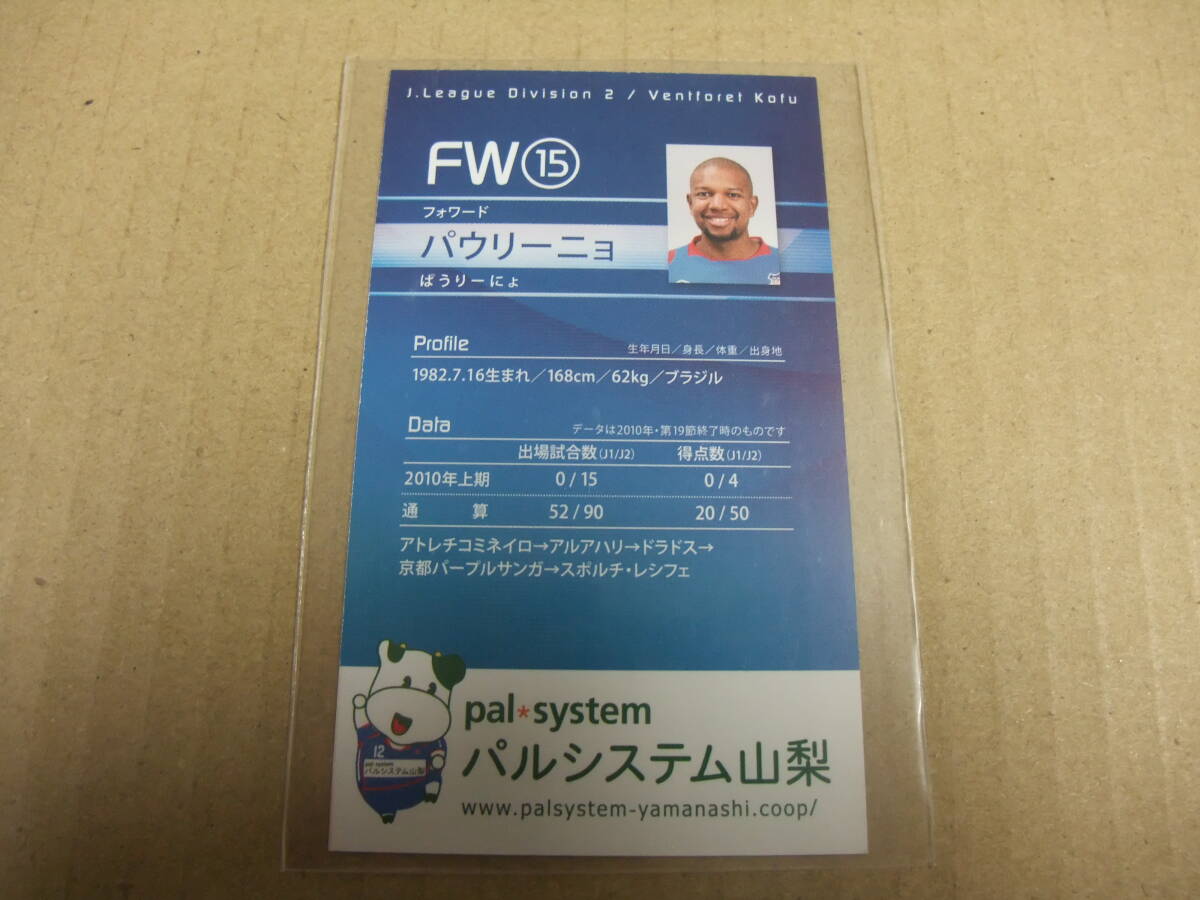 J.League Division 2 / Ventforet Kofu
FW⑮
フォワード
パウリーニョ
ぱうりーにょ
Profile 生年月日／身長／体重／出身地
1982.7.16生まれ／168cm／62kg／ブラジル
Data データは2010年・第19節終了時のものです
出場試合数(J1/J2) 得点数(J1/J2)
2010年上期 0 / 15 0 / 4
通 算 52 / 90 20 / 50
アトレチコミネイロ→アルアハリ→ドラドス→
京都パープルサンガ→スポルチ・レシフェ
pal*system
パルシステム山梨
www.palsystem-yamanashi.coop/
12
pal system
パルシステム山梨